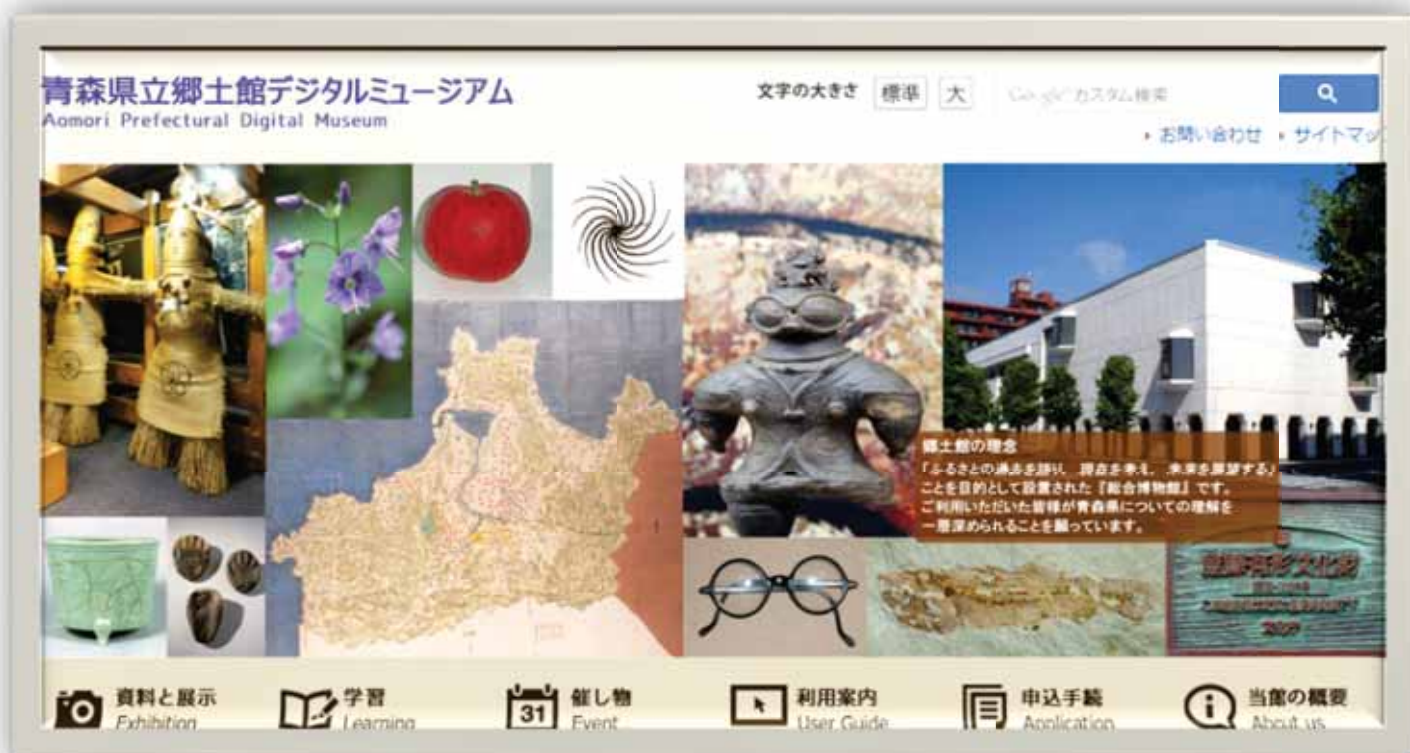 青森県立郷土館デジタルミュージアム
Aomori Prefectural Digital Museum
文字の大きさ 標準 大 Google カスタム検索
お問い合わせ サイトマッ
郷土館の理念
「ふるさとの過去を語り、現在を考え、未来を展望する」
ことを目的として設置された『総合博物館』です。
ご利用いただいた皆様が青森県についての理解を
一層深められることを願っています。
資料と展示
Exhibition
学習
Learning
31
催し物
Event
利用案内
User Guide
申込手続
Application
当館の概要
About us